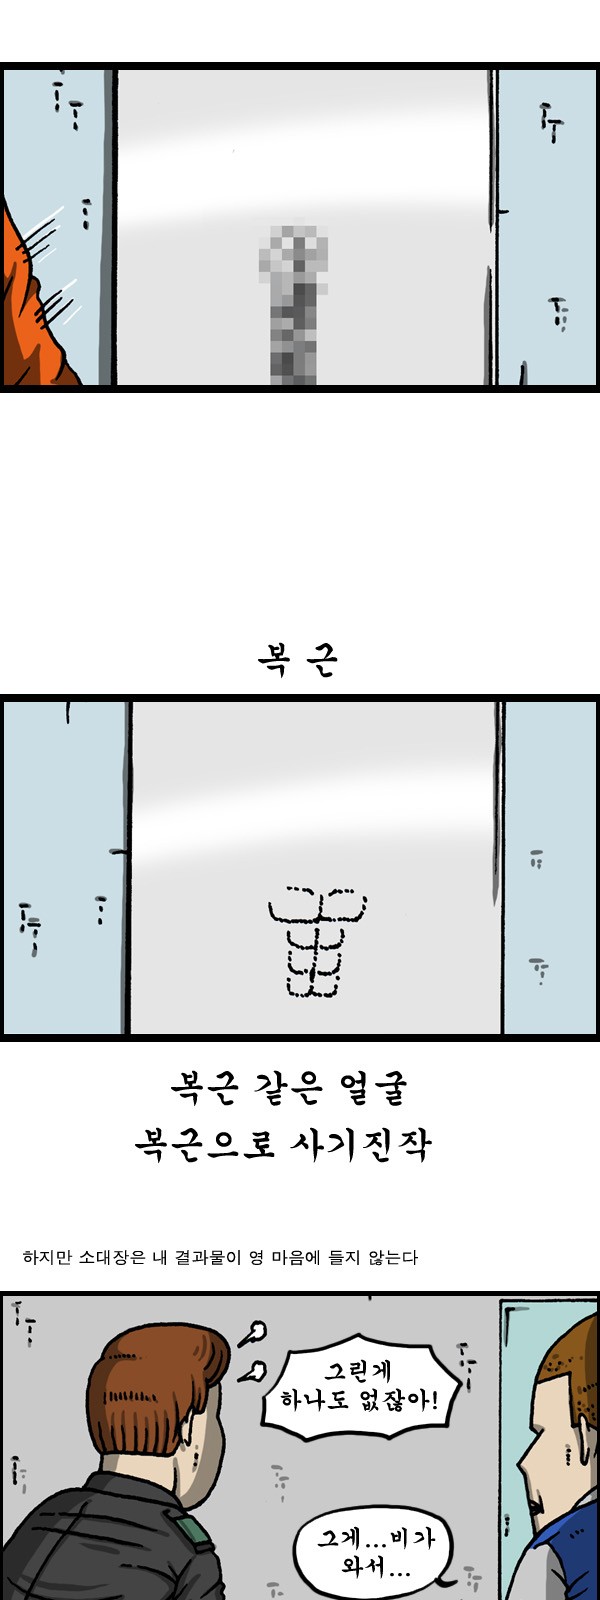 복근
복근 같은 얼굴
복근으로 사기진작
하지만 소대장은 내 결과물이 영 마음에 들지 않는다
그린게
하나도 없잖아!
그게...비가
와서...